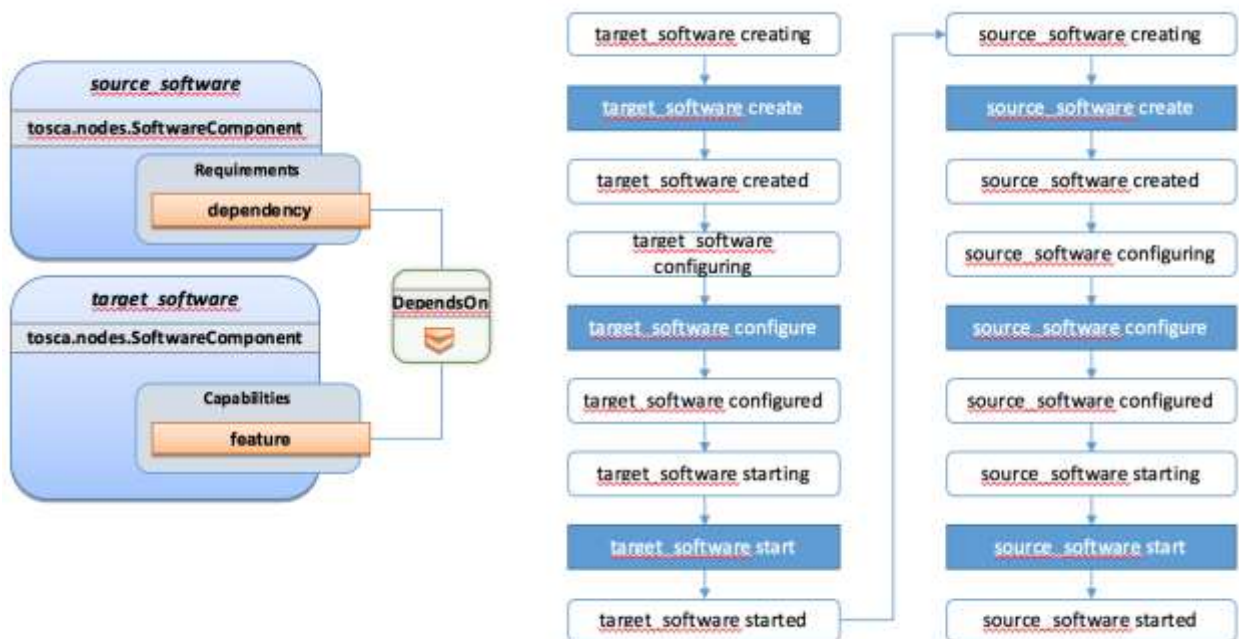 source_software
tosca.nodes.SoftwareComponent
Requirements
dependency
target_software
tosca.nodes.SoftwareComponent
Capabilities
feature
DependsOn
target_software creating
target_software create
target_software created
target_software
configuring
target_software configure
target_software configured
target_software starting
target_software start
target_software started
source_software creating
source_software create
source_software created
source_software configuring
source_software configure
source_software configured
source_software starting
source_software start
source_software started